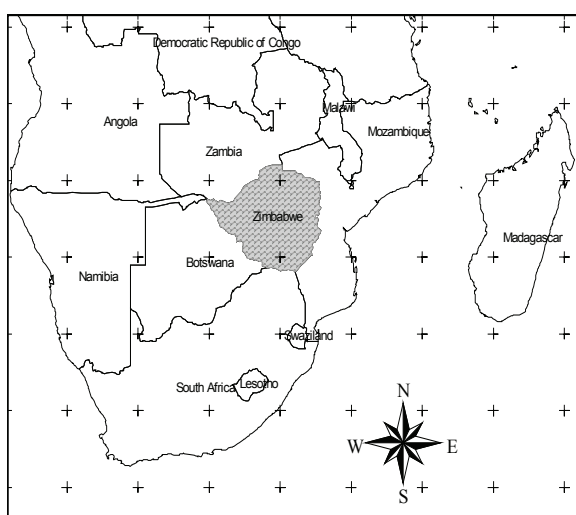 Democratic Republic of Congo
Angola
Malawi
Mozambique
Zambia
Zimbabwe
Madagascar
Botswana
Namibia
Swaziland
South Africa
Lesotho
N
W
E
S